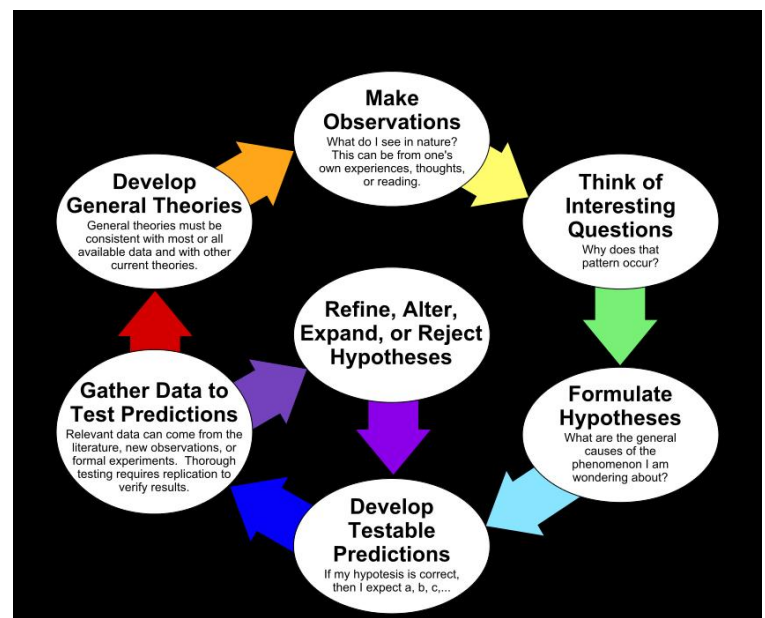 Make
Observations
What do I see in nature?
This can be from one's
own experiences, thoughts,
or reading.
Think of
Interesting
Questions
Why does that
pattern occur?
Formulate
Hypotheses
What are the general
causes of the
phenomenon I am
wondering about?
Develop
Testable
Predictions
If my hypotesis is correct,
then I expect a, b, c,...
Gather Data to
Test Predictions
Relevant data can come from the
literature, new observations, or
formal experiments. Thorough
testing requires replication to
verify results.
Refine, Alter,
Expand, or Reject
Hypotheses
Develop
General Theories
General theories must be
consistent with most or all
available data and with other
current theories.